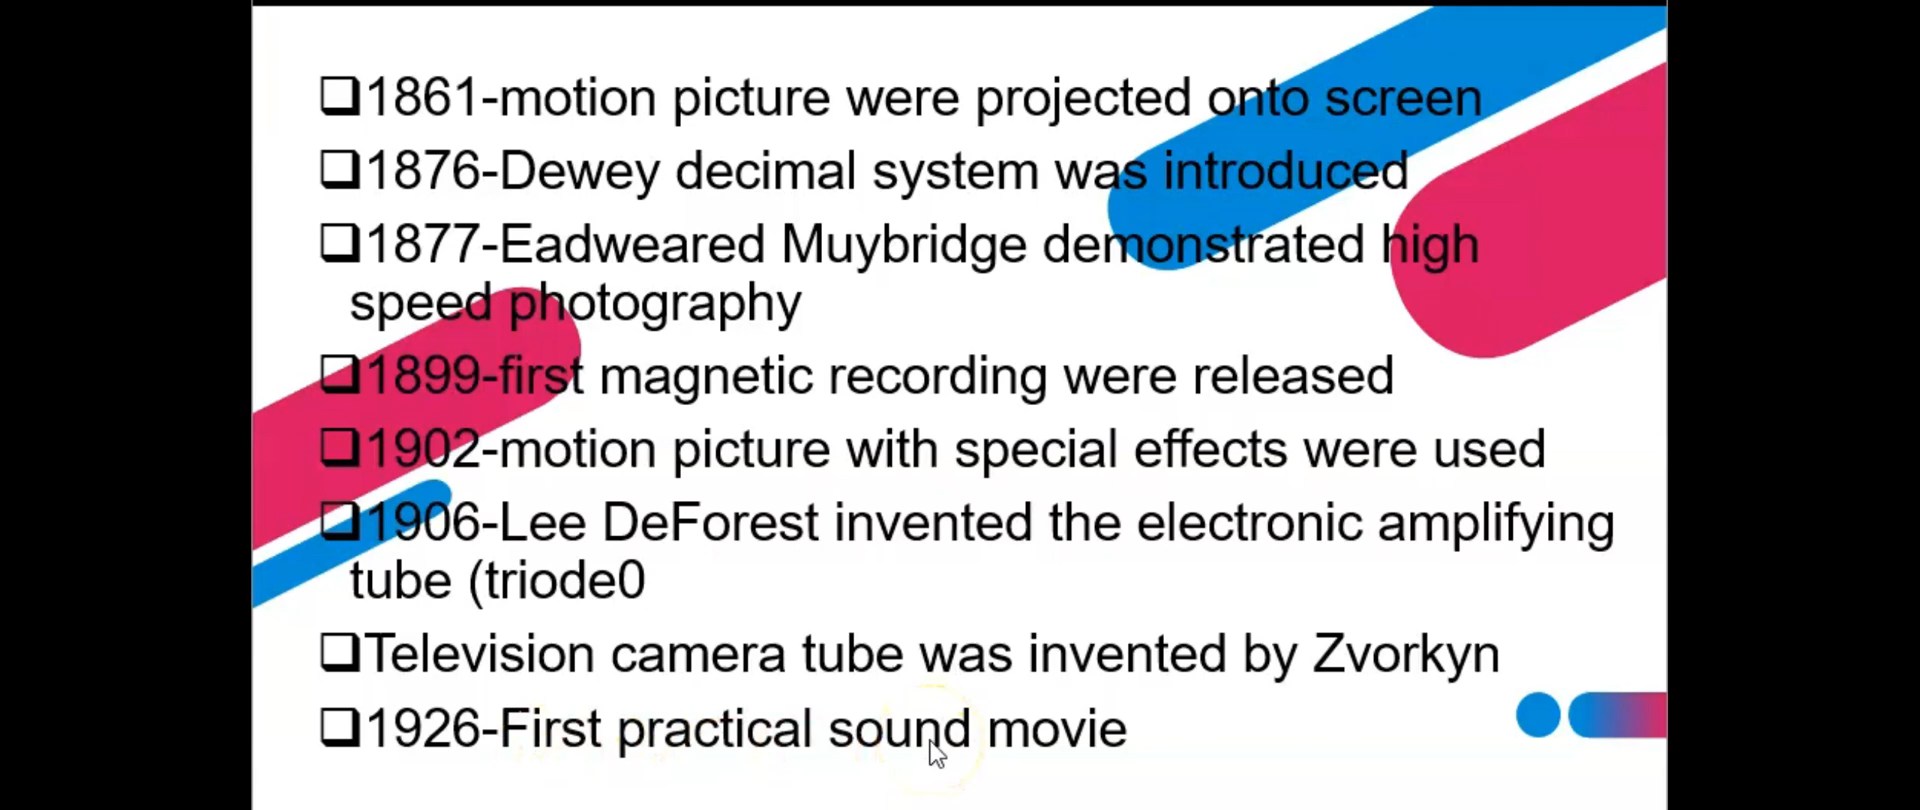 ❑1861-motion picture were projected onto screen
❑1876-Dewey decimal system was introduced
❑1877-Eadweared Muybridge demonstrated high
speed photography
❑1899-first magnetic recording were released
❑1902-motion picture with special effects were used
❑1906-Lee DeForest invented the electronic amplifying
tube (triode0
❑Television camera tube was invented by Zvorkyn
❑1926-First practical sound movie